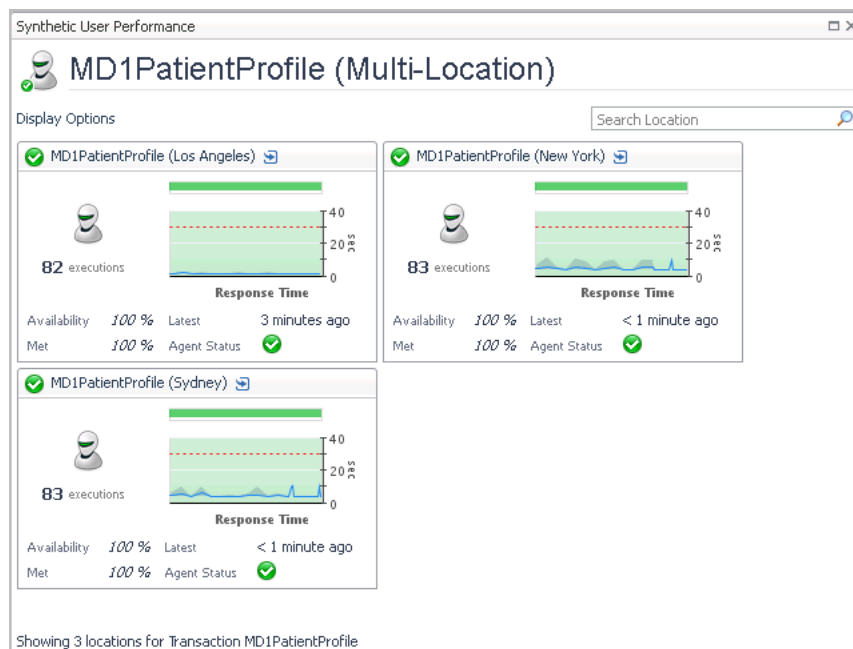 Synthetic User Performance
MD1PatientProfile (Multi-Location)
Display Options
Search Location
MD1PatientProfile (Los Angeles)
40
20
0
sec
82 executions
Response Time
Availability 100 % Latest 3 minutes ago
Met 100 % Agent Status
MD1PatientProfile (New York)
40
20
0
sec
83 executions
Response Time
Availability 100 % Latest < 1 minute ago
Met 100 % Agent Status
MD1PatientProfile (Sydney)
40
20
0
sec
83 executions
Response Time
Availability 100 % Latest < 1 minute ago
Met 100 % Agent Status
Showing 3 locations for Transaction MD1PatientProfile